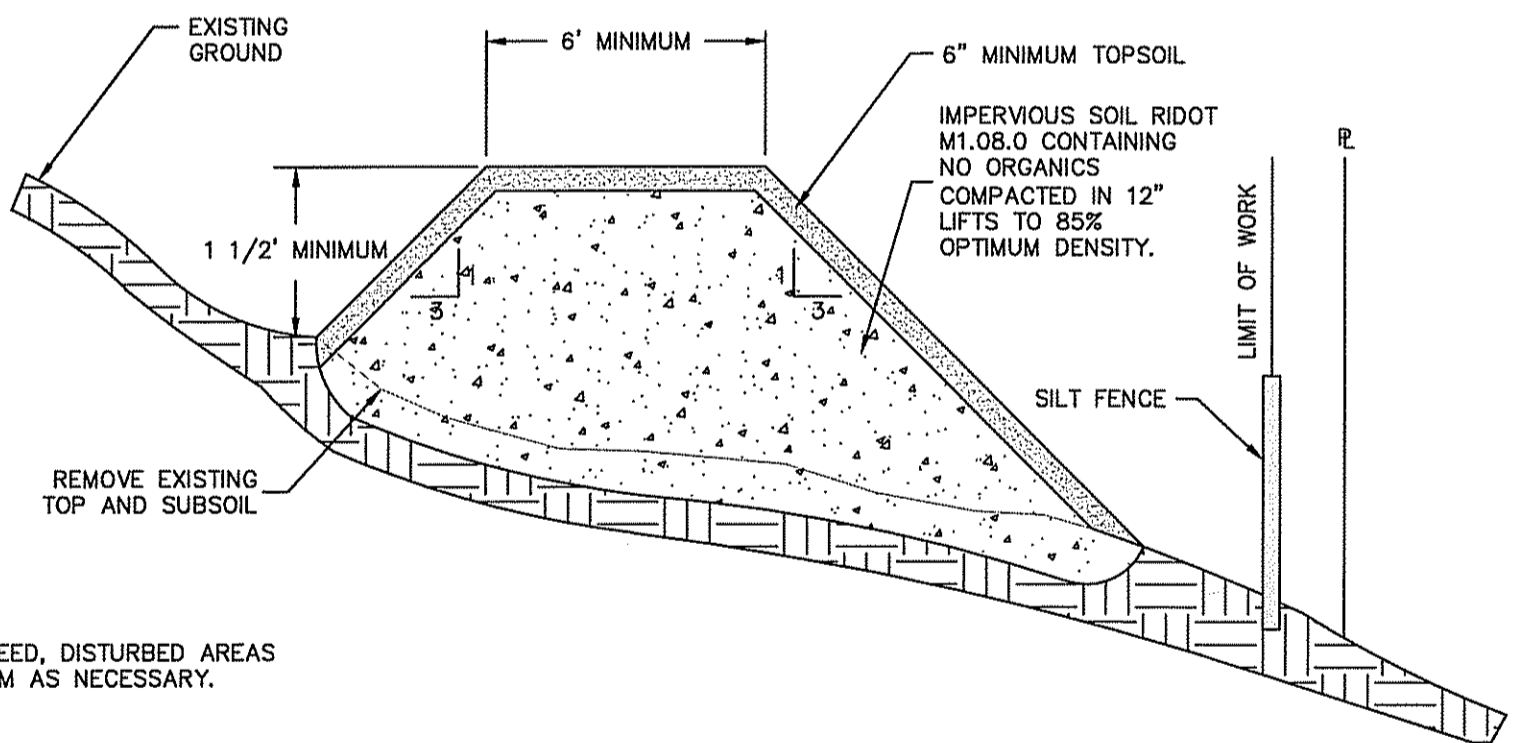 EXISTING
GROUND
6' MINIMUM
6" MINIMUM TOPSOIL
IMPERVIOUS SOIL RIDOT
M1.08.0 CONTAINING
NO ORGANICS
COMPACTED IN 12"
LIFTS TO 85%
OPTIMUM DENSITY.
PL
1 1/2' MINIMUM
LIMIT OF WORK
1
3
1
3
SILT FENCE
REMOVE EXISTING
TOP AND SUBSOIL
EED, DISTURBED AREAS
M AS NECESSARY.